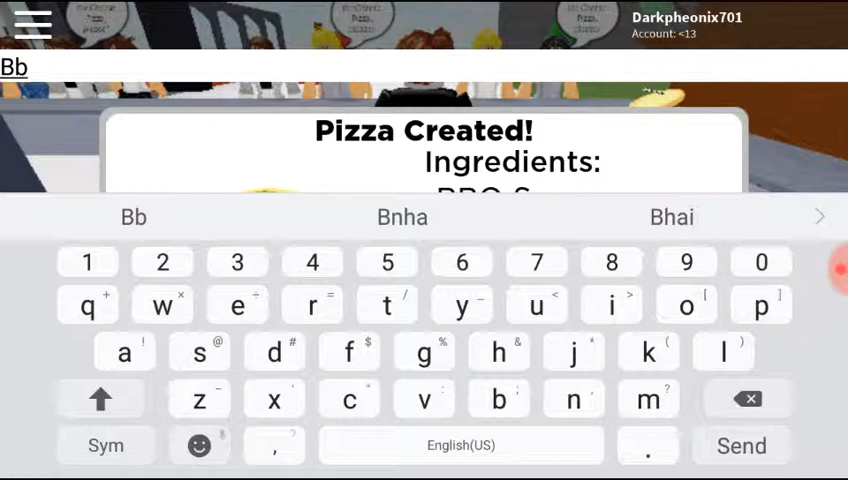 Darkpheonix701
Account: <13
Bb
Pizza Created!
Ingredients:
Bb Bnha Bhai
1 2 3 4 5 6 7 8 9 0
q w e r t y u i o p
a s d f g h j k l
z x c v b n m
Sym , English(US) . Send